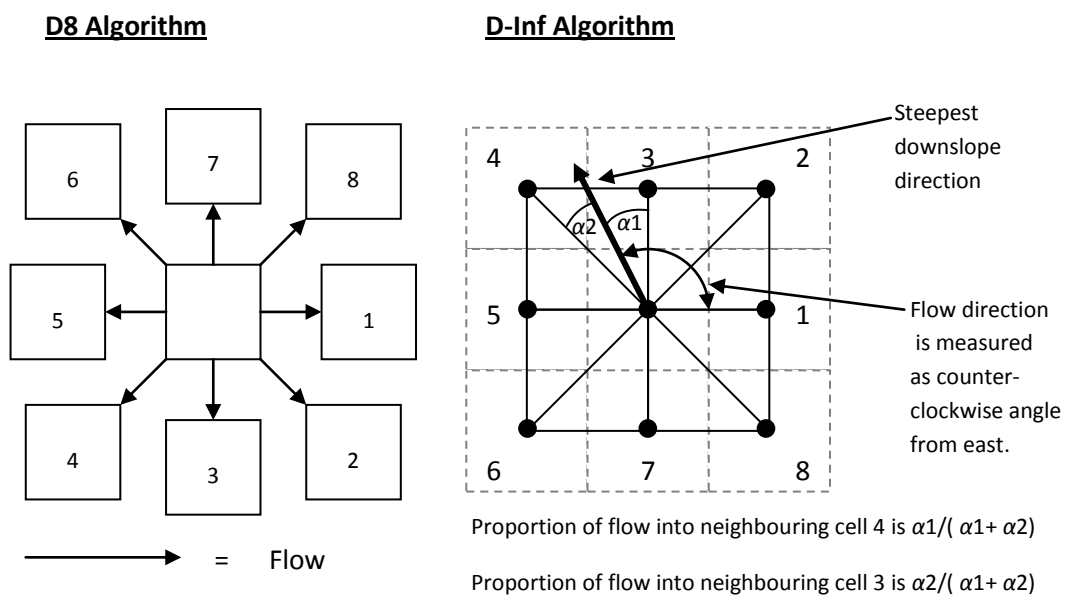 D8 Algorithm
D-Inf Algorithm
6
7
8
5
1
4
3
2
= Flow
4
3
2
α2
α1
5
1
6
7
8
Steepest
downslope
direction
Flow direction
is measured
as counter-
clockwise angle
from east.
Proportion of flow into neighbouring cell 4 is α1/( α1+ α2)
Proportion of flow into neighbouring cell 3 is α2/( α1+ α2)